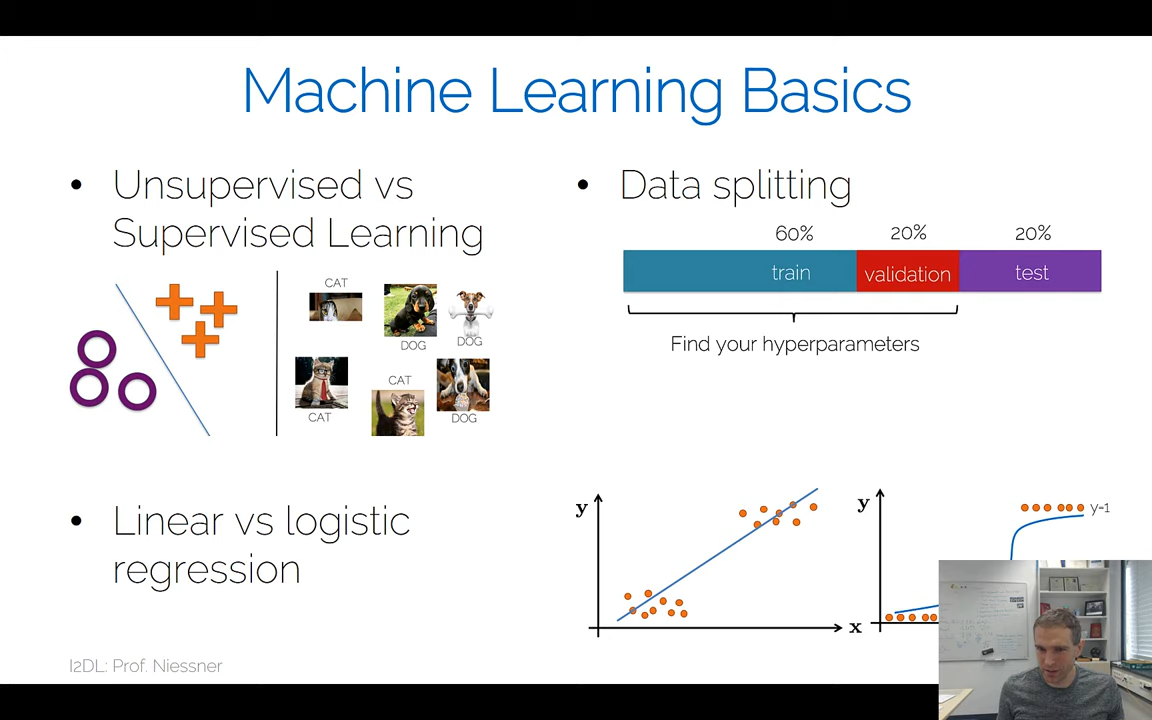 Machine Learning Basics
• Unsupervised vs
Supervised Learning
CAT
DOG
DOG
CAT
CAT
DOG
• Data splitting
60%
20%
20%
train
validation
test
Find your hyperparameters
• Linear vs logistic
regression
y
x
y
y=1
I2DL: Prof. Niessner